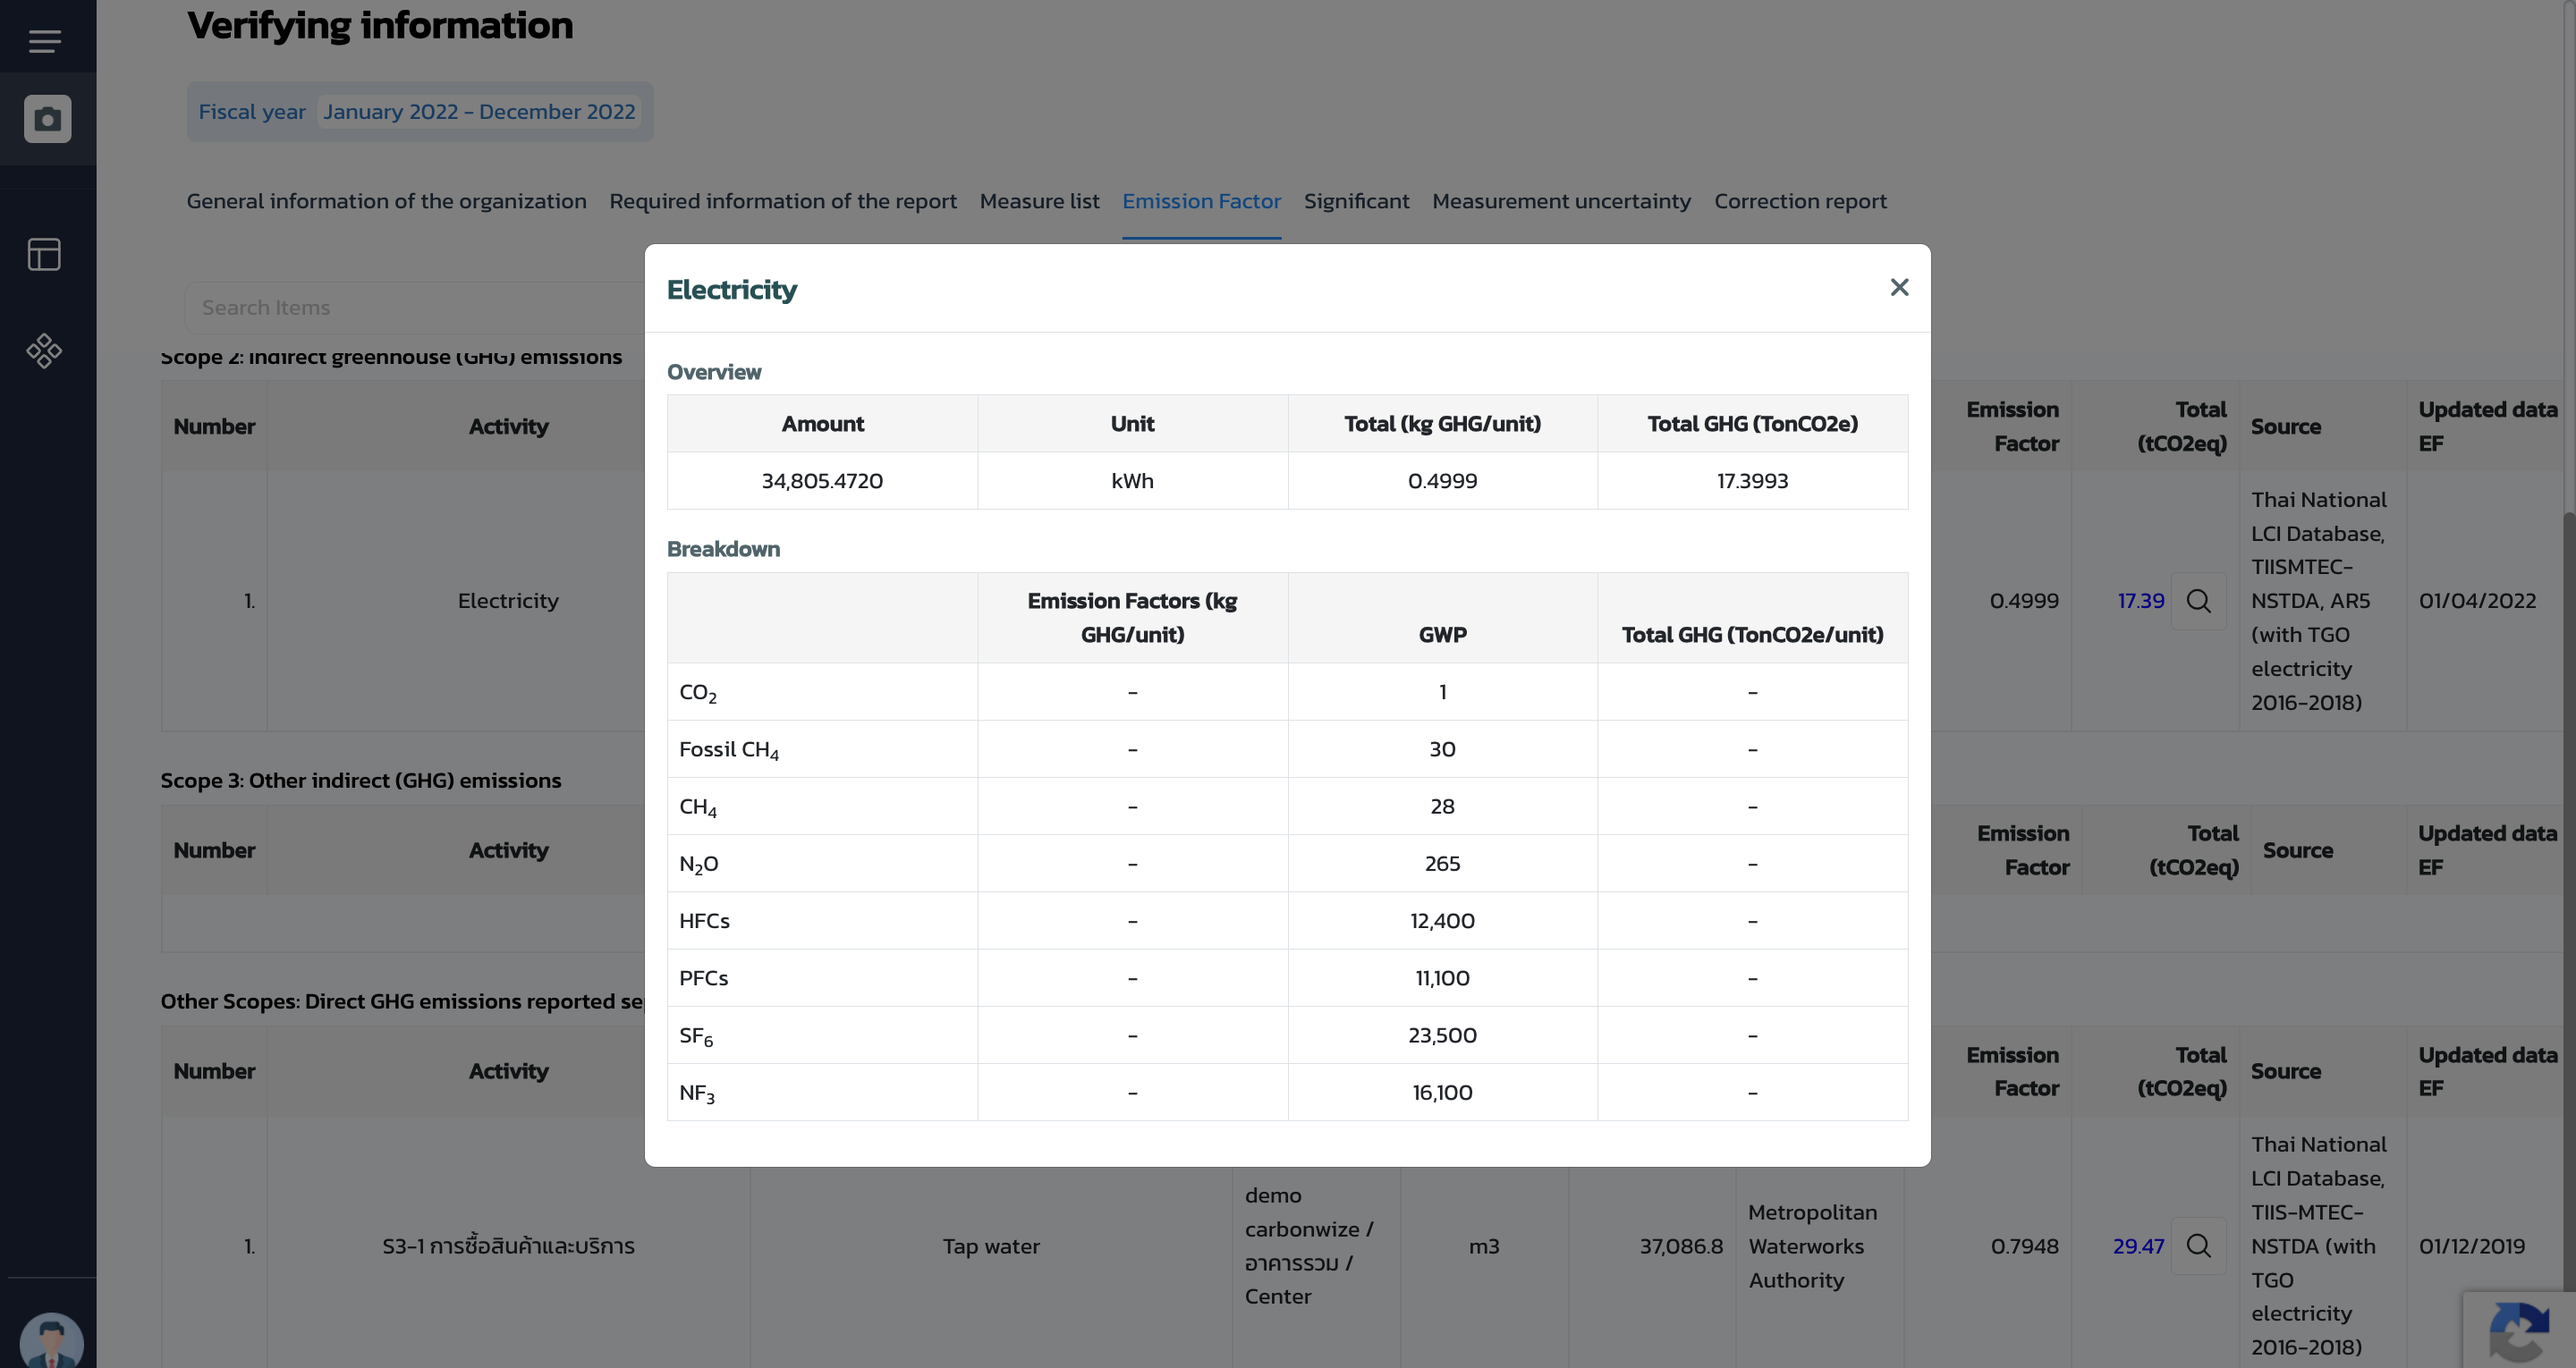 Verifying information
Fiscal year January 2022 - December 2022
General information of the organization Required information of the report Measure list Emission Factor Significant Measurement uncertainty Correction report
Search Items
Scope 2: Indirect greenhouse (GHG) emissions
Number Activity Emission Factor Total (tCO2eq) Source Updated data EF
1. Electricity 0.4999 17.39 Thai National LCI Database, TIISMTEC-NSTDA, AR5 (with TGO electricity 2016-2018) 01/04/2022
Scope 3: Other indirect (GHG) emissions
Number Activity Emission Factor Total (tCO2eq) Source Updated data EF
Other Scopes: Direct GHG emissions reported
Number Activity Emission Factor Total (tCO2eq) Source Updated data EF
1. S3-1 การซื้อสินค้าและบริการ Tap water demo carbonwize / อาคารรวม / Center m3 37,086.8 Metropolitan Waterworks Authority 0.7948 29.47 Thai National LCI Database, TIIS-MTEC-NSTDA (with TGO electricity 2016-2018) 01/12/2019
Electricity
Overview
Amount Unit Total (kg GHG/unit) Total GHG (TonCO2e)
34,805.4720 kWh 0.4999 17.3993
Breakdown
Emission Factors (kg GHG/unit) GWP Total GHG (TonCO2e/unit)
CO₂ - 1 -
Fossil CH₄ - 30 -
CH₄ - 28 -
N₂O - 265 -
HFCs - 12,400 -
PFCs - 11,100 -
SF₆ - 23,500 -
NF₃ - 16,100 -